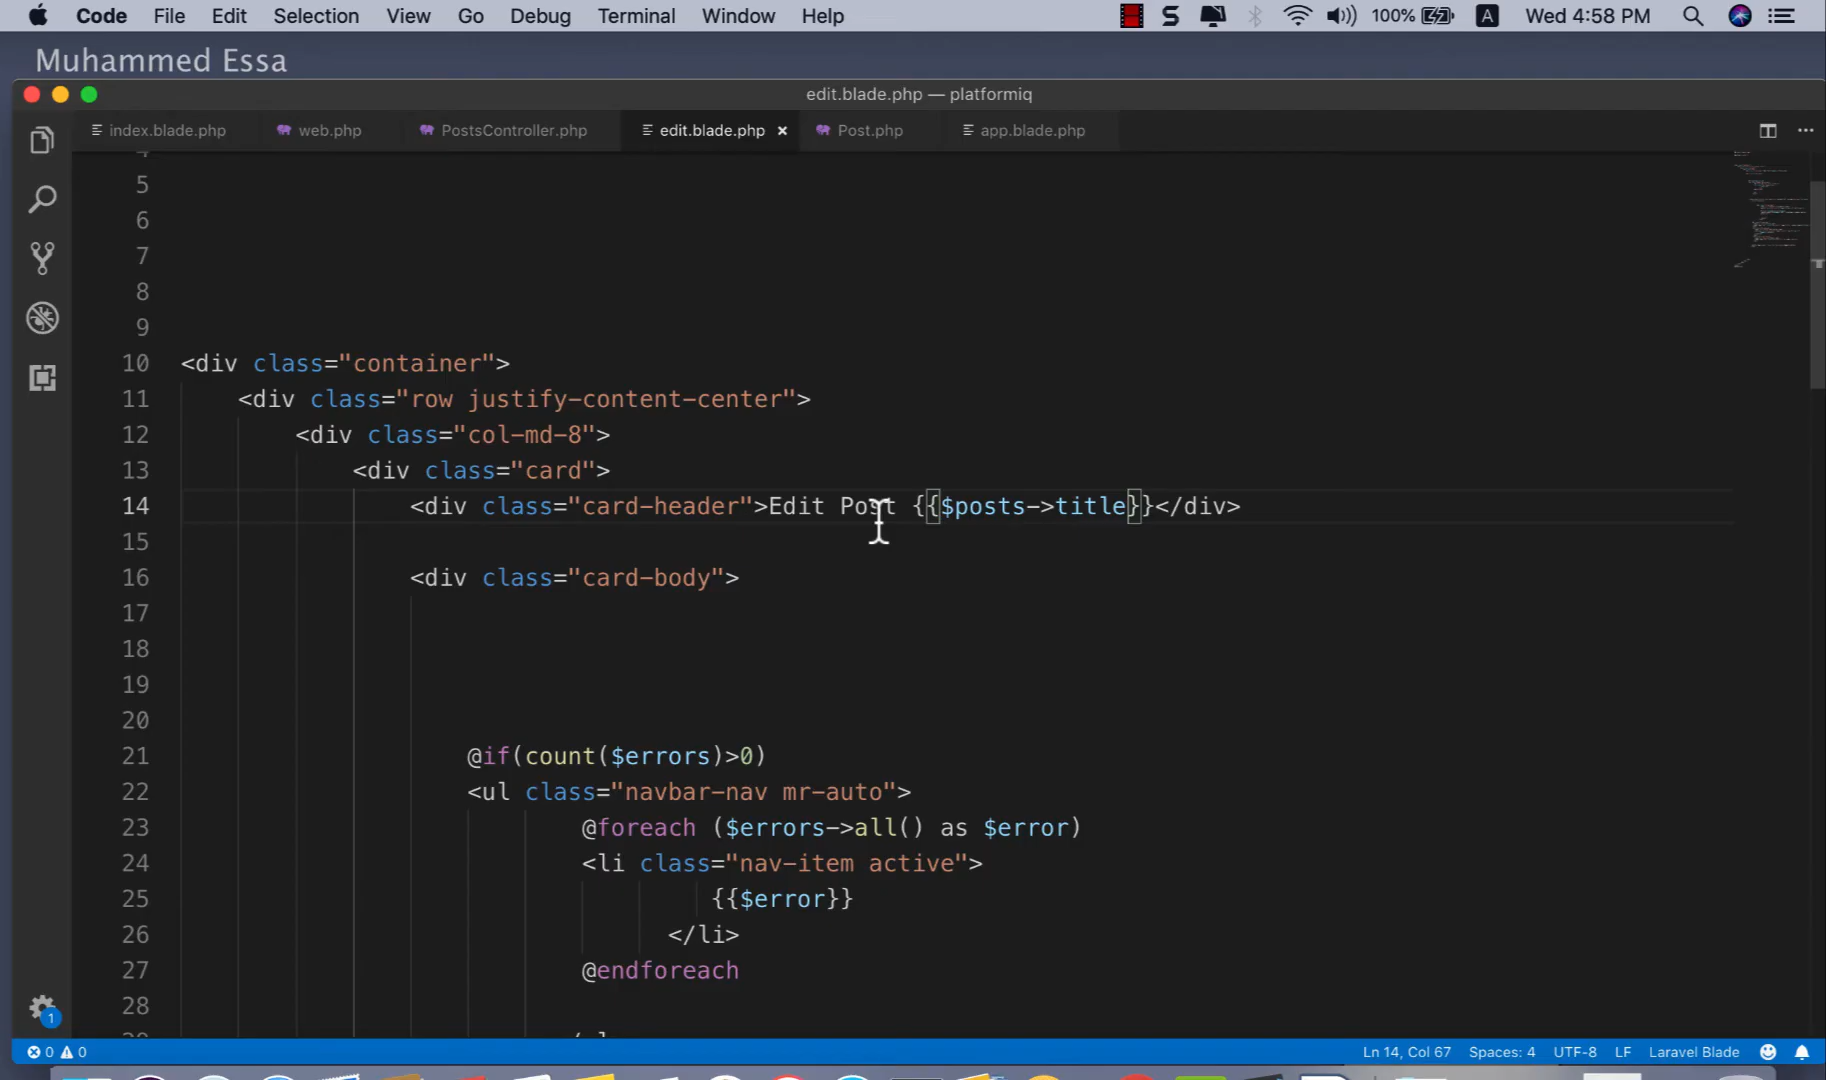 Code File Edit Selection View Go Debug Terminal Window Help S 100% A Wed 4:58 PM
Muhammed Essa
edit.blade.php — platformiq
index.blade.php web.php PostsController.php edit.blade.php × Post.php app.blade.php ...
4
5
6
7
8
9
10 <div class="container">
11 <div class="row justify-content-center">
12 <div class="col-md-8">
13 <div class="card">
14 <div class="card-header">Edit Post {{$posts->title}}</div>
15
16 <div class="card-body">
17
18
19
20
21 @if(count($errors)>0)
22 <ul class="navbar-nav mr-auto">
23 @foreach ($errors->all() as $error)
24 <li class="nav-item active">
25 {{$error}}
26 </li>
27 @endforeach
28
1
0 0 Ln 14, Col 67 Spaces: 4 UTF-8 LF Laravel Blade